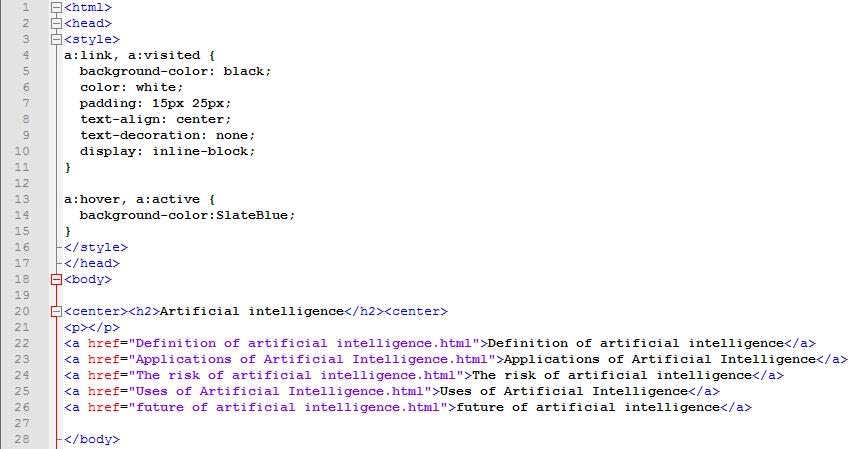 1 <html>
2 <head>
3 <style>
4 a:link, a:visited {
5   background-color: black;
6   color: white;
7   padding: 15px 25px;
8   text-align: center;
9   text-decoration: none;
10   display: inline-block;
11 }
12
13 a:hover, a:active {
14   background-color:SlateBlue;
15 }
16 </style>
17 </head>
18 <body>
19
20 <center><h2>Artificial intelligence</h2><center>
21 <p></p>
22 <a href="Definition of artificial intelligence.html">Definition of artificial intelligence</a>
23 <a href="Applications of Artificial Intelligence.html">Applications of Artificial Intelligence</a>
24 <a href="The risk of artificial intelligence.html">The risk of artificial intelligence</a>
25 <a href="Uses of Artificial Intelligence.html">Uses of Artificial Intelligence</a>
26 <a href="future of artificial intelligence.html">future of artificial intelligence</a>
27
28 </body>